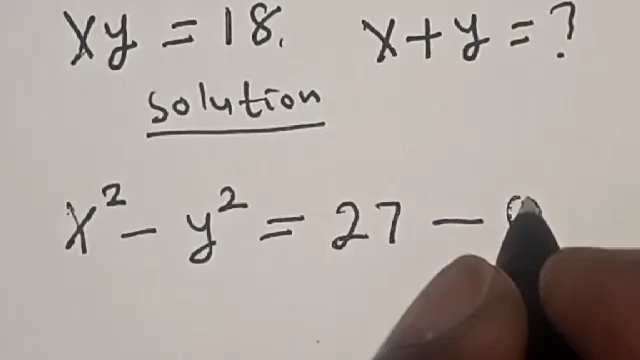 xy = 18. x + y = ?
solution
x² - y² = 27 -